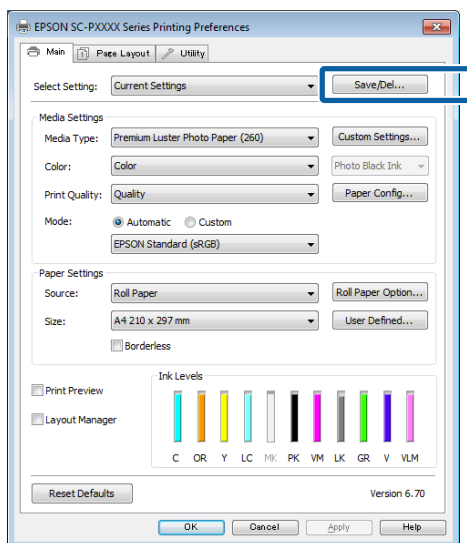 EPSON SC-PXXXX Series Printing Preferences
Main Page Layout Utility
Select Setting: Current Settings Save/Del...
Media Settings
Media Type: Premium Luster Photo Paper (260) Custom Settings...
Color: Color Photo Black Ink
Print Quality: Quality Paper Config...
Mode: Automatic Custom
EPSON Standard (sRGB)
Paper Settings
Source: Roll Paper Roll Paper Option...
Size: A4 210 x 297 mm User Defined...
Borderless
Ink Levels
Print Preview
Layout Manager
C OR Y LC MK PK VM LK GR V VLM
Reset Defaults Version 6.70
OK Cancel Apply Help